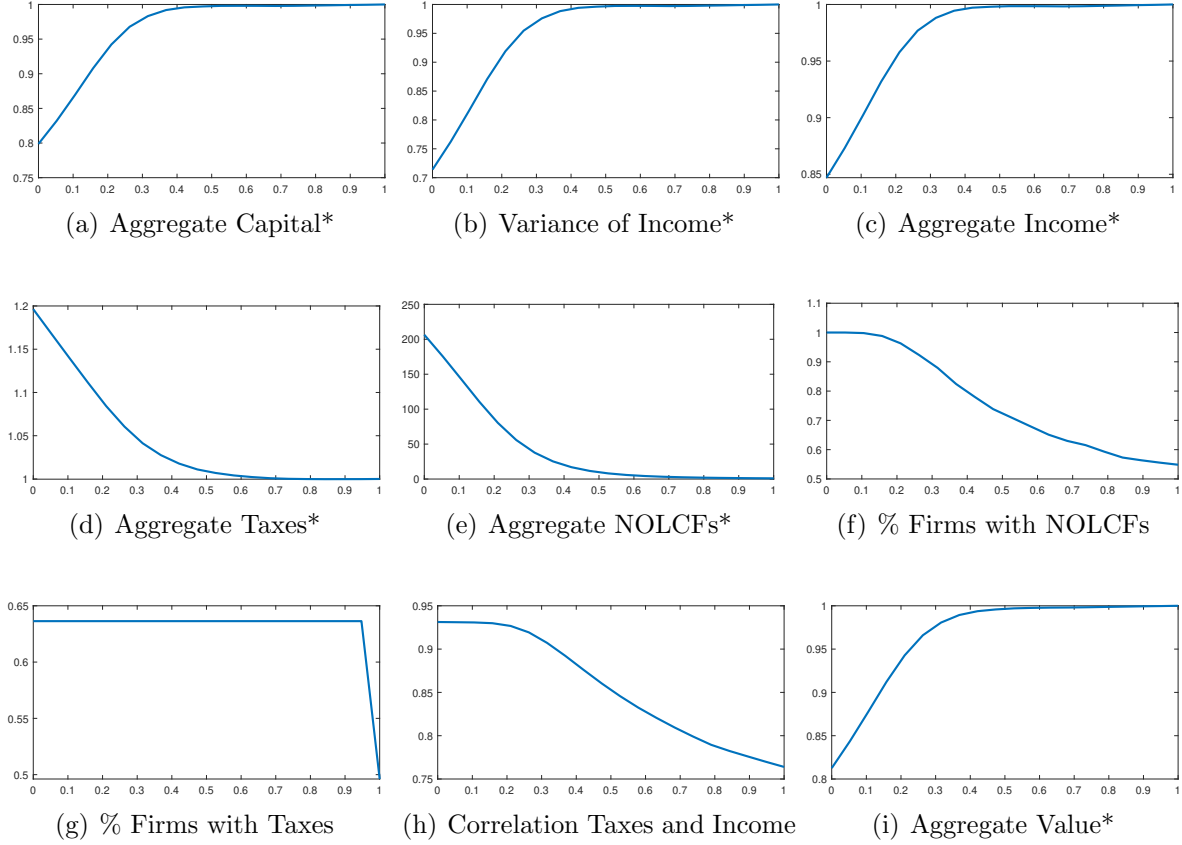 1
0.95
0.9
0.85
0.8
0.75
0 0.1 0.2 0.3 0.4 0.5 0.6 0.7 0.8 0.9 1
(a) Aggregate Capital*
1
0.95
0.9
0.85
0.8
0.75
0.7
0 0.1 0.2 0.3 0.4 0.5 0.6 0.7 0.8 0.9 1
(b) Variance of Income*
1
0.95
0.9
0.85
0 0.1 0.2 0.3 0.4 0.5 0.6 0.7 0.8 0.9 1
(c) Aggregate Income*
1.2
1.15
1.1
1.05
1
0 0.1 0.2 0.3 0.4 0.5 0.6 0.7 0.8 0.9 1
(d) Aggregate Taxes*
250
200
150
100
50
0
0 0.1 0.2 0.3 0.4 0.5 0.6 0.7 0.8 0.9 1
(e) Aggregate NOLCFs*
1.1
1
0.9
0.8
0.7
0.6
0.5
0 0.1 0.2 0.3 0.4 0.5 0.6 0.7 0.8 0.9 1
(f) % Firms with NOLCFs
0.65
0.6
0.55
0.5
0 0.1 0.2 0.3 0.4 0.5 0.6 0.7 0.8 0.9 1
(g) % Firms with Taxes
0.95
0.9
0.85
0.8
0.75
0 0.1 0.2 0.3 0.4 0.5 0.6 0.7 0.8 0.9 1
(h) Correlation Taxes and Income
1
0.95
0.9
0.85
0.8
0 0.1 0.2 0.3 0.4 0.5 0.6 0.7 0.8 0.9 1
(i) Aggregate Value*